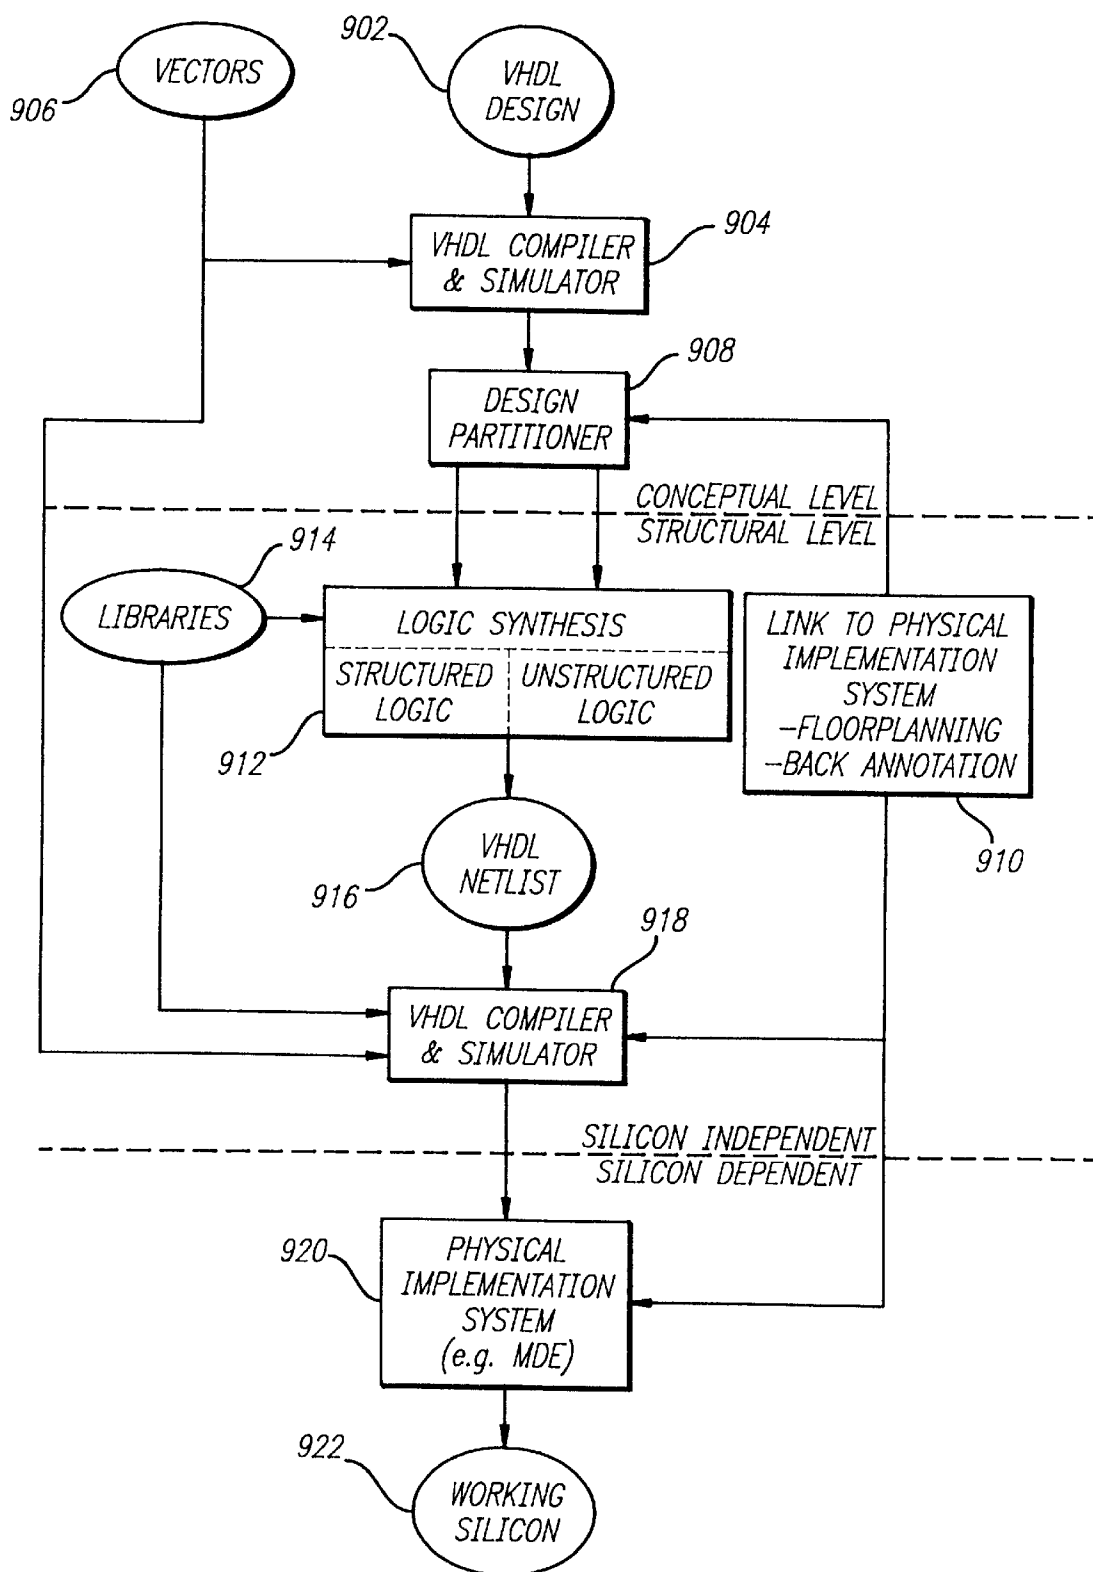 902
VECTORS
VHDL
DESIGN
906
904
VHDL COMPILER
& SIMULATOR
908
DESIGN
PARTITIONER
CONCEPTUAL LEVEL
STRUCTURAL LEVEL
914
LIBRARIES
LOGIC SYNTHESIS
STRUCTURED
LOGIC
UNSTRUCTURED
LOGIC
912
LINK TO PHYSICAL
IMPLEMENTATION
SYSTEM
–FLOORPLANNING
–BACK ANNOTATION
910
VHDL
NETLIST
916
918
VHDL COMPILER
& SIMULATOR
SILICON INDEPENDENT
SILICON DEPENDENT
920
PHYSICAL
IMPLEMENTATION
SYSTEM
(e.g. MDE)
922
WORKING
SILICON